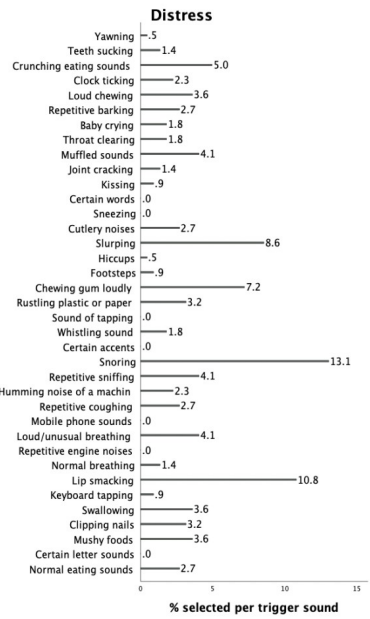 Distress
Yawning .5
Teeth sucking 1.4
Crunching eating sounds 5.0
Clock ticking 2.3
Loud chewing 3.6
Repetitive barking 2.7
Baby crying 1.8
Throat clearing 1.8
Muffled sounds 4.1
Joint cracking 1.4
Kissing .9
Certain words .0
Sneezing .0
Cutlery noises 2.7
Slurping 8.6
Hiccups .5
Footsteps .9
Chewing gum loudly 7.2
Rustling plastic or paper 3.2
Sound of tapping .0
Whistling sound 1.8
Certain accents .0
Snoring 13.1
Repetitive sniffing 4.1
Humming noise of a machin 2.3
Repetitive coughing 2.7
Mobile phone sounds .0
Loud/unusual breathing 4.1
Repetitive engine noises .0
Normal breathing 1.4
Lip smacking 10.8
Keyboard tapping .9
Swallowing 3.6
Clipping nails 3.2
Mushy foods 3.6
Certain letter sounds .0
Normal eating sounds 2.7
0 5 10 15
% selected per trigger sound